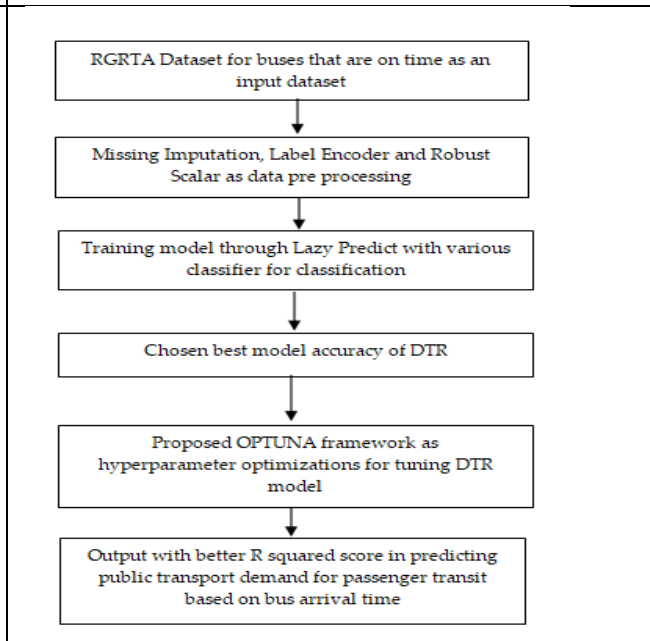 RGRTA Dataset for buses that are on time as an
input dataset
Missing Imputation, Label Encoder and Robust
Scalar as data pre processing
Training model through Lazy Predict with various
classifier for classification
Chosen best model accuracy of DTR
Proposed OPTUNA framework as
hyperparameter optimizations for tuning DTR
model
Output with better R squared score in predicting
public transport demand for passenger transit
based on bus arrival time